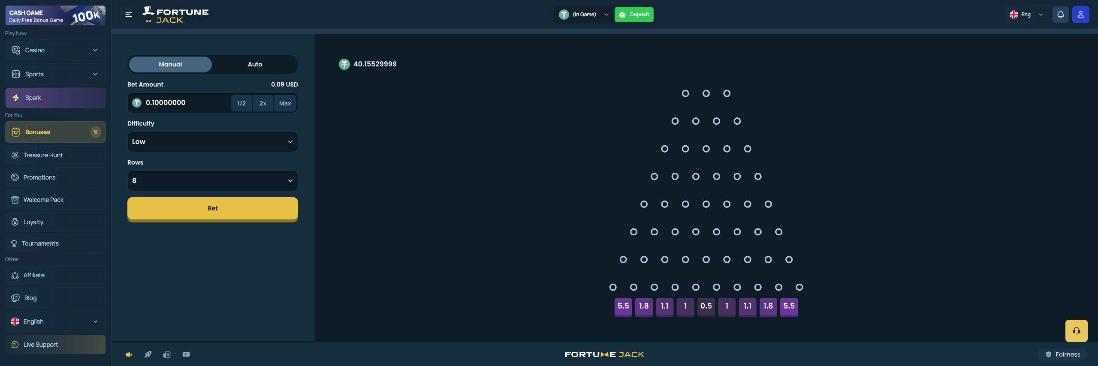 CASH GAME
Daily Free Bonus Game
100K
Play Now
Casino
Sports
Spark
For You
Bonuses
6
Treasure Hunt
Promotions
Welcome Pack
Loyalty
Tournaments
Other
Affiliate
Blog
English
Live Support
FORTUNE
JACK
(In Game)
Deposit
Eng
Manual
Auto
Bet Amount
0.09 USD
0.10000000
1/2
2x
Max
Difficulty
Low
Rows
8
Bet
40.15529999
5.5 1.8 1.1 1 0.5 1 1.1 1.8 5.5
FORTUNE JACK
Fairness